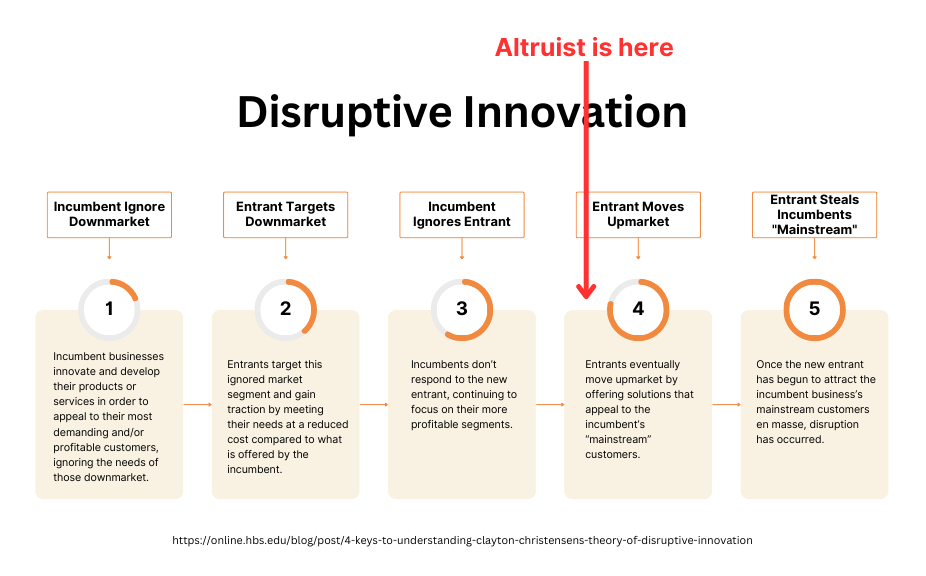 Altruist is here
Disruptive Innovation
Incumbent Ignore
Downmarket
Entrant Targets
Downmarket
Incumbent
Ignores Entrant
Entrant Moves
Upmarket
Entrant Steals
Incumbents
"Mainstream"
1
2
3
4
5
Incumbent businesses
innovate and develop
their products or
services in order to
appeal to their most
demanding and/or
profitable customers,
ignoring the needs of
those downmarket.
Entrants target this
ignored market
segment and gain
traction by meeting
their needs at a reduced
cost compared to what
is offered by the
incumbent.
Incumbents don't
respond to the new
entrant, continuing to
focus on their more
profitable segments.
Entrants eventually
move upmarket by
offering solutions that
appeal to the
incumbent's
"mainstream"
customers.
Once the new entrant
has begun to attract the
incumbent business's
mainstream customers
en masse, disruption
has occurred.
https://online.hbs.edu/blog/post/4-keys-to-understanding-clayton-christensens-theory-of-disruptive-innovation